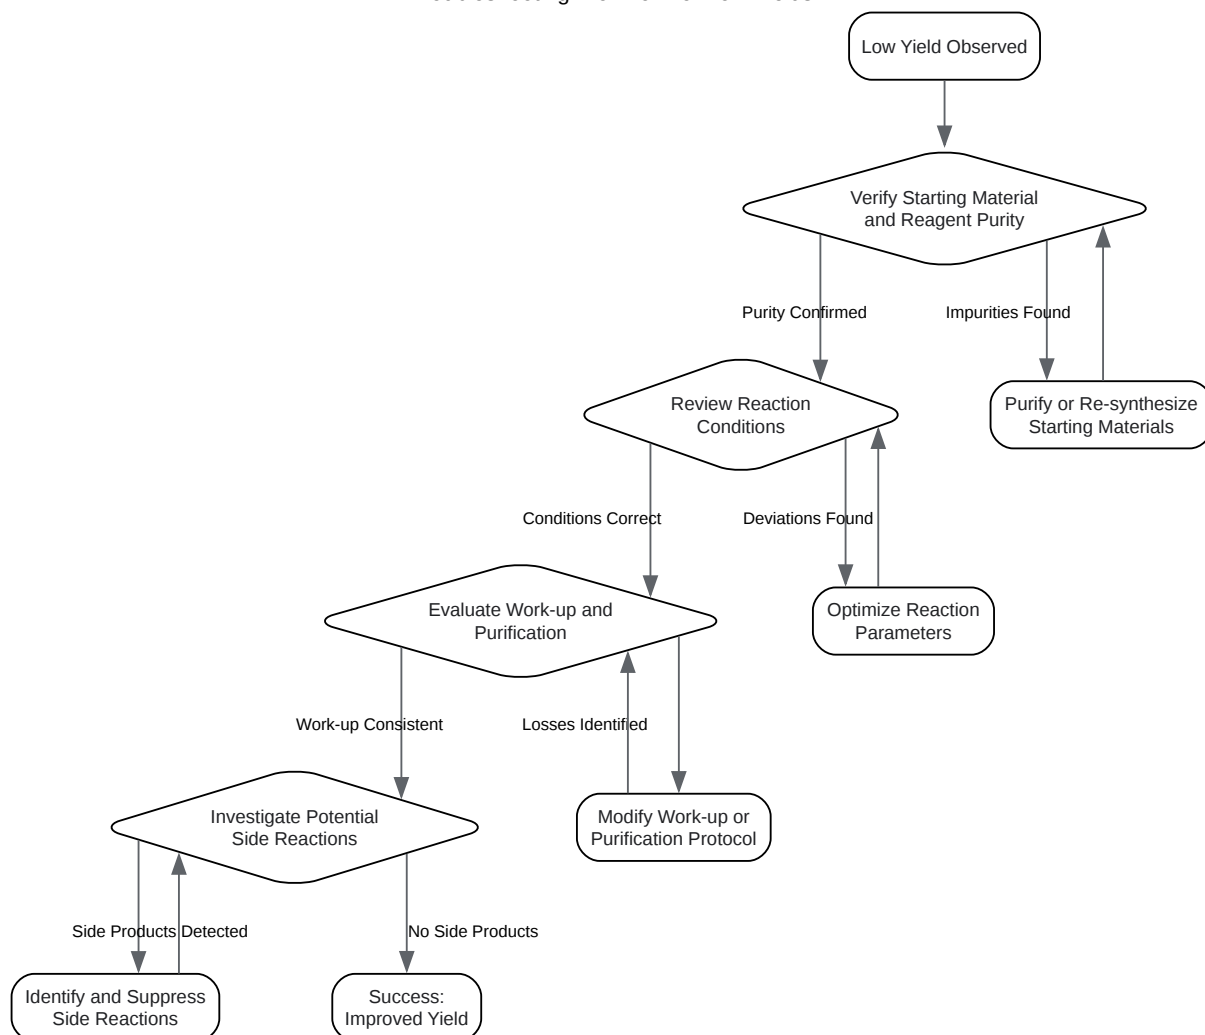 Low Yield Observed
Verify Starting Material
and Reagent Purity
Purity Confirmed
Impurities Found
Review Reaction
Conditions
Purify or Re-synthesize
Starting Materials
Conditions Correct
Deviations Found
Evaluate Work-up and
Purification
Optimize Reaction
Parameters
Work-up Consistent
Losses Identified
Investigate Potential
Side Reactions
Modify Work-up or
Purification Protocol
Side Products Detected
No Side Products
Identify and Suppress
Side Reactions
Success:
Improved Yield